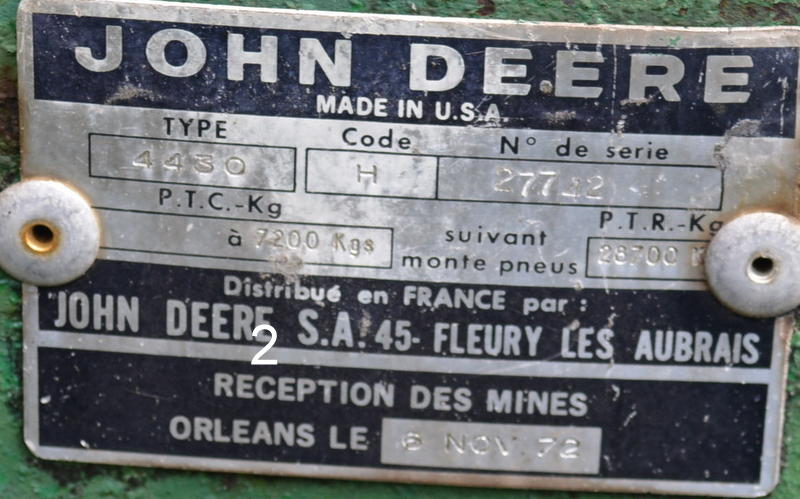 JOHN DEERE
MADE IN U.S.A.
TYPE Code N° de serie
4430 H
P.T.C.-Kg P.T.R.-Kg
à 7200 Kgs suivant 28700
monte pneus
Distribué en FRANCE par :
JOHN DEERE S.A. 45- FLEURY LES AUBRAIS
2
RECEPTION DES MINES
ORLEANS LE 6 NOV. 72